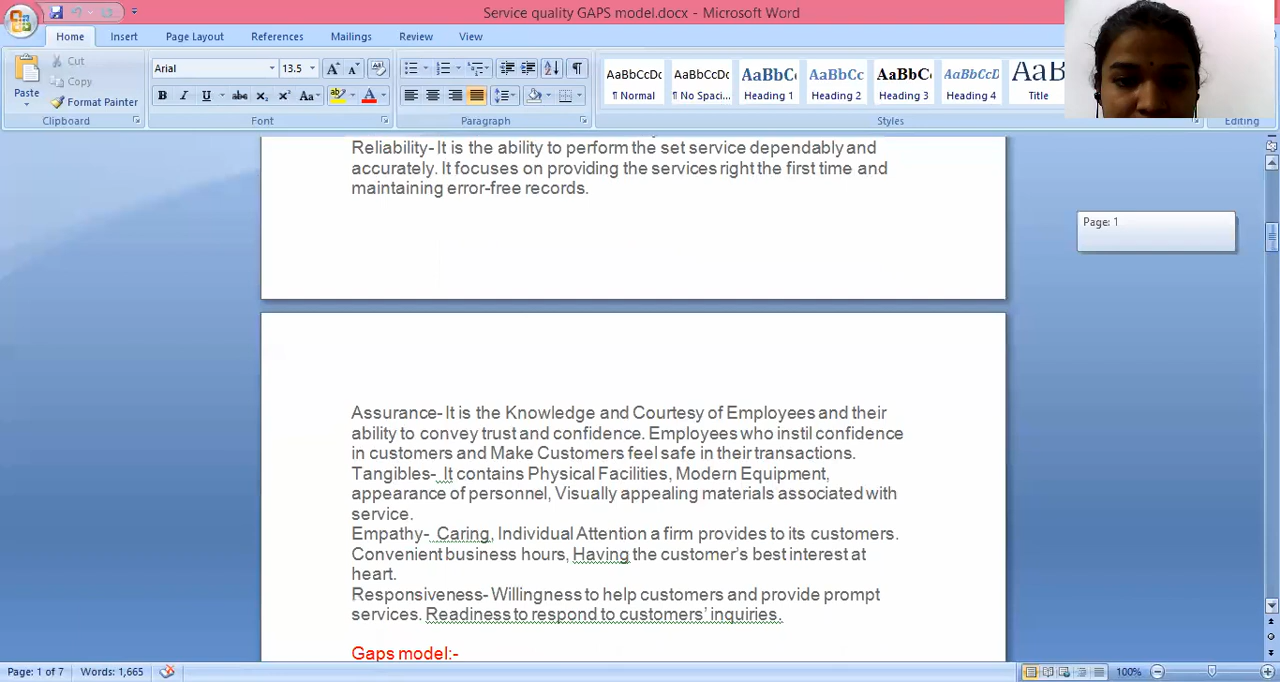 Service quality GAPS model.docx - Microsoft Word
Home Insert Page Layout References Mailings Review View
Cut
Copy
Format Painter
Paste
Clipboard
Arial 13.5
Font
Paragraph
AaBbCcDc AaBbCcDc AaBbC AaBbCc AaBbC AaBbCcD AaB
¶ Normal ¶ No Spaci... Heading 1 Heading 2 Heading 3 Heading 4 Title
Styles
Editing
Reliability- It is the ability to perform the set service dependably and
accurately. It focuses on providing the services right the first time and
maintaining error-free records.
Page: 1
Assurance- It is the Knowledge and Courtesy of Employees and their
ability to convey trust and confidence. Employees who instil confidence
in customers and Make Customers feel safe in their transactions.
Tangibles- It contains Physical Facilities, Modern Equipment,
appearance of personnel, Visually appealing materials associated with
service.
Empathy- Caring, Individual Attention a firm provides to its customers.
Convenient business hours, Having the customer's best interest at
heart.
Responsiveness- Willingness to help customers and provide prompt
services. Readiness to respond to customers' inquiries.
Gaps model:-
Page: 1 of 7 Words: 1,665 100%